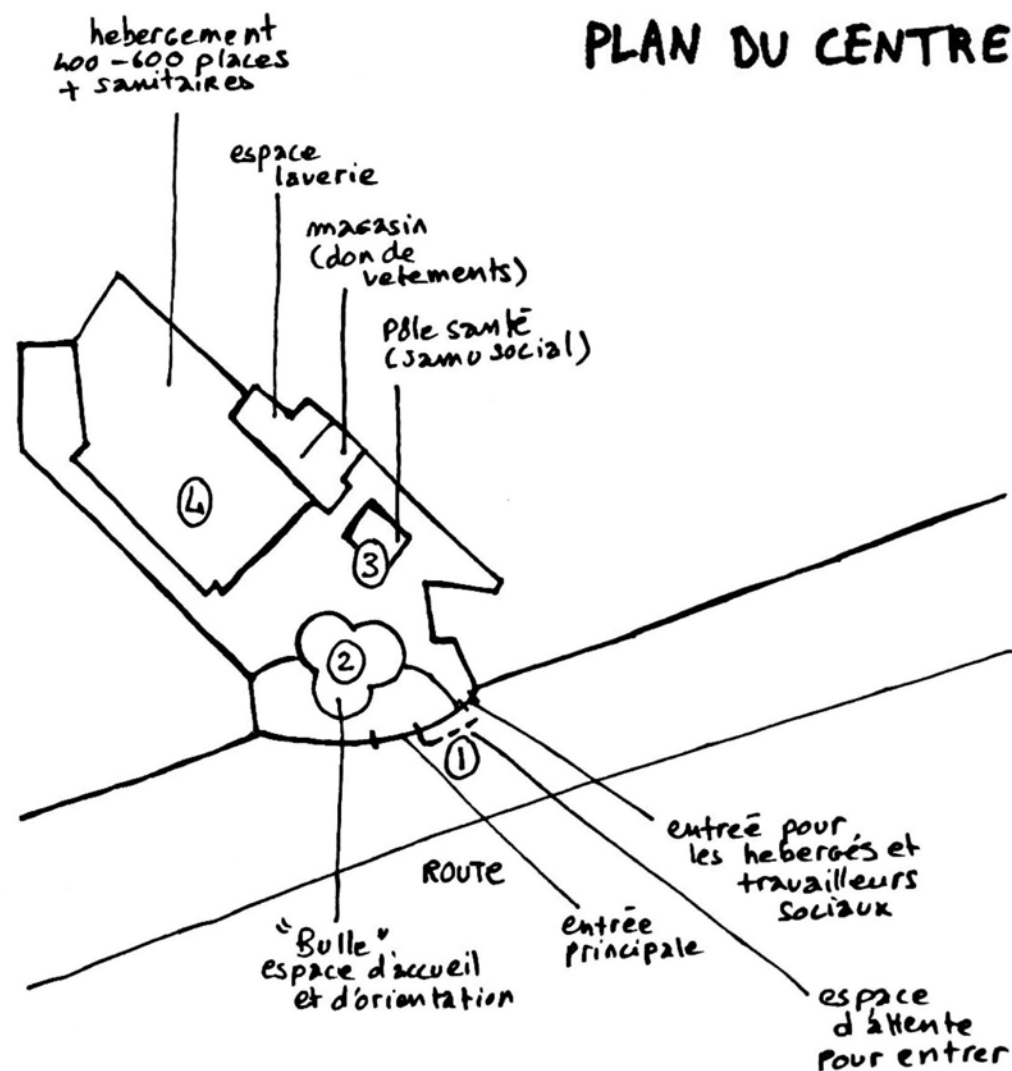 PLAN DU CENTRE
hebergement
400-600 places
+ sanitaires
espace
laverie
magasin
(don de
vetements)
Pôle santé
(samu social)
4
3
2
1
entreé pour
les hebergés et
travailleurs
sociaux
ROUTE
entrée
principale
"Bulle"
espace d'accueil
et d'orientation
espace
d'attente
pour entrer